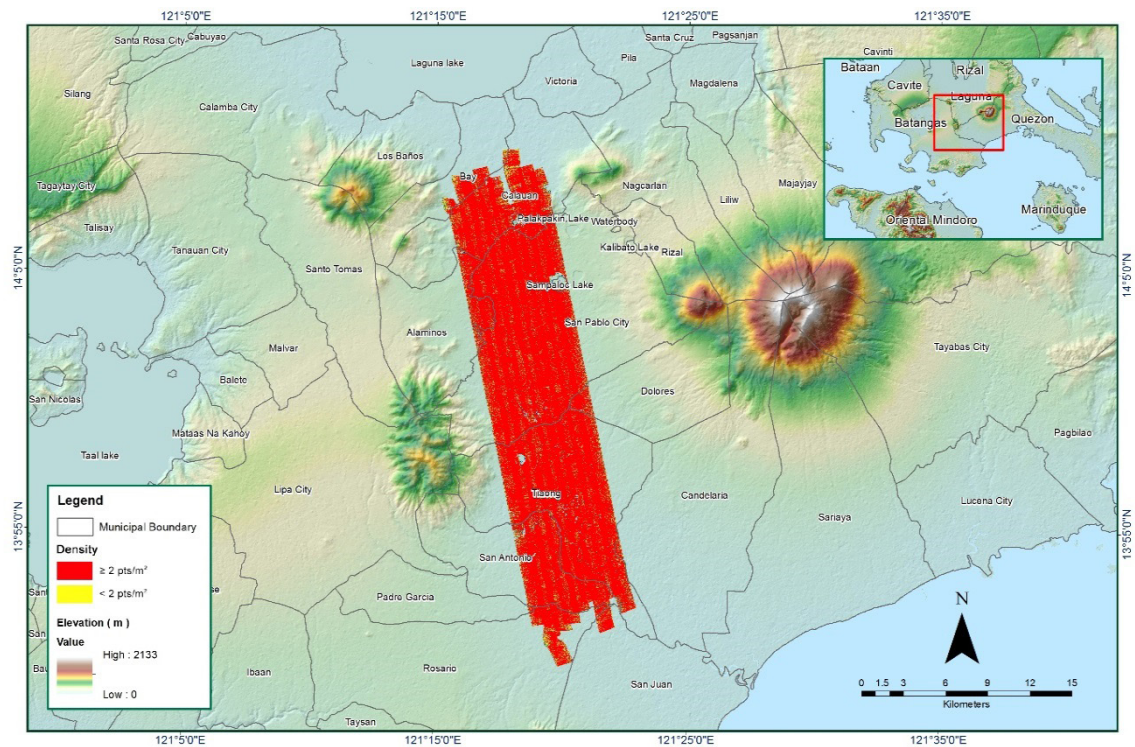 121°5'0"E
121°15'0"E
121°25'0"E
121°35'0"E
Santa Rosa City
Cabuyao
Santa Cruz
Pagsanjan
Laguna lake
Pila
Cavinti
Silang
Victoria
Magdalena
Calamba City
Los Baños
Bay
Tagaytay City
Calauan
Nagcarlan
Majayjay
Liliw
Talisay
Palakpakin Lake
Waterbody
Tanauan City
Kalibato Lake
Rizal
Santo Tomas
14°5'0"N
14°5'0"N
Sampaloc Lake
San Pablo City
Alaminos
Malvar
Tayabas City
Balete
Dolores
San Nicolas
Mataas Na Kahoy
Pagbilao
Taal lake
Lipa City
Tiaong
Candelaria
Lucena City
Sariaya
13°55'0"N
13°55'0"N
San Antonio
Padre Garcia
Ibaan
Rosario
San Juan
Taysan
Bataan
Rizal
Cavite
Laguna
Batangas
Quezon
Oriental Mindoro
Marinduque
Legend
Municipal Boundary
Density
≥ 2 pts/m²
< 2 pts/m²
Elevation ( m )
Value
High : 2133
Low : 0
N
0 1.5 3 6 9 12 15
Kilometers
121°5'0"E
121°15'0"E
121°25'0"E
121°35'0"E